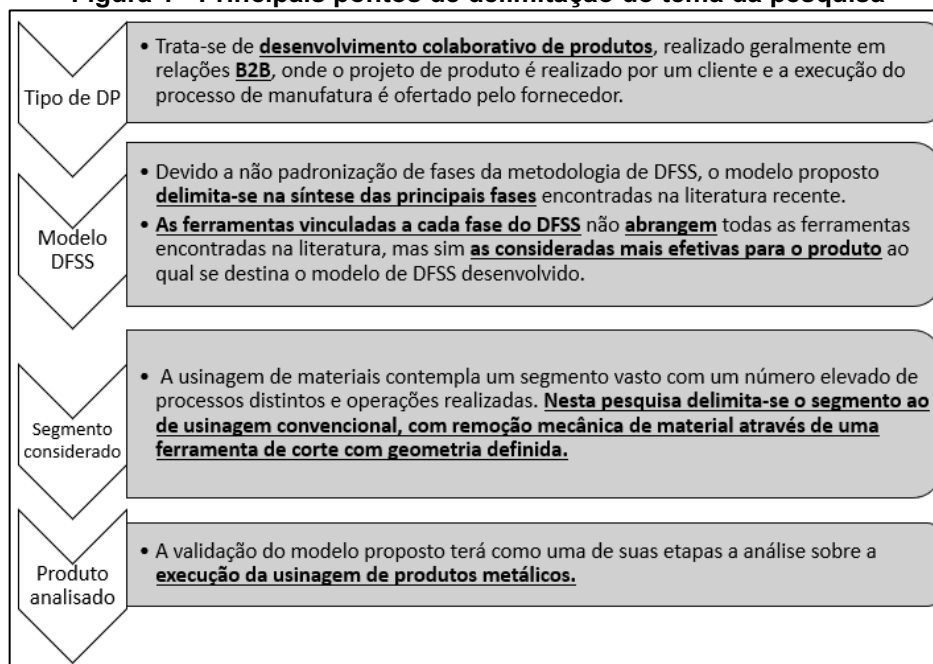 Figura 1 - Principais pontos de delimitação do tema da pesquisa
Tipo de DP
• Trata-se de desenvolvimento colaborativo de produtos, realizado geralmente em
relações B2B, onde o projeto de produto é realizado por um cliente e a execução do
processo de manufatura é ofertado pelo fornecedor.
Modelo
DFSS
• Devido a não padronização de fases da metodologia de DFSS, o modelo proposto
delimita-se na síntese das principais fases encontradas na literatura recente.
• As ferramentas vinculadas a cada fase do DFSS não abrangem todas as ferramentas
encontradas na literatura, mas sim as consideradas mais efetivas para o produto ao
qual se destina o modelo de DFSS desenvolvido.
Segmento
considerado
• A usinagem de materiais contempla um segmento vasto com um número elevado de
processos distintos e operações realizadas. Nesta pesquisa delimita-se o segmento ao
de usinagem convencional, com remoção mecânica de material através de uma
ferramenta de corte com geometria definida.
Produto
analisado
• A validação do modelo proposto terá como uma de suas etapas a análise sobre a
execução da usinagem de produtos metálicos.